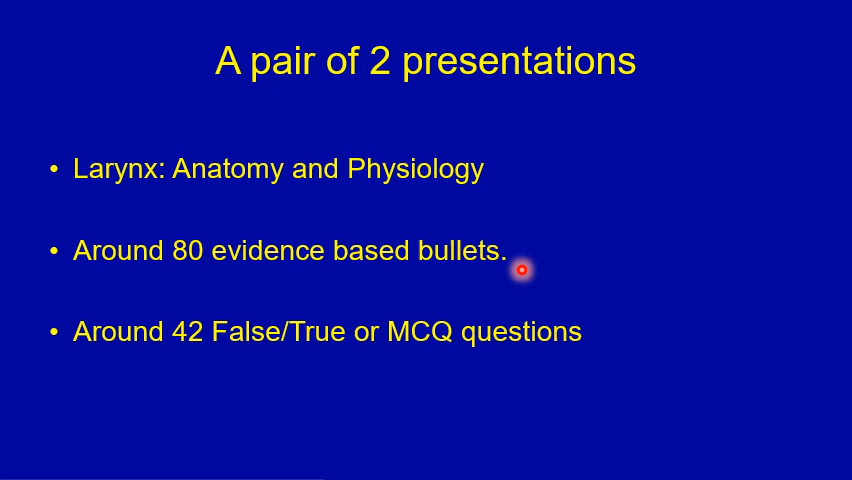 A pair of 2 presentations
• Larynx: Anatomy and Physiology
• Around 80 evidence based bullets.
• Around 42 False/True or MCQ questions